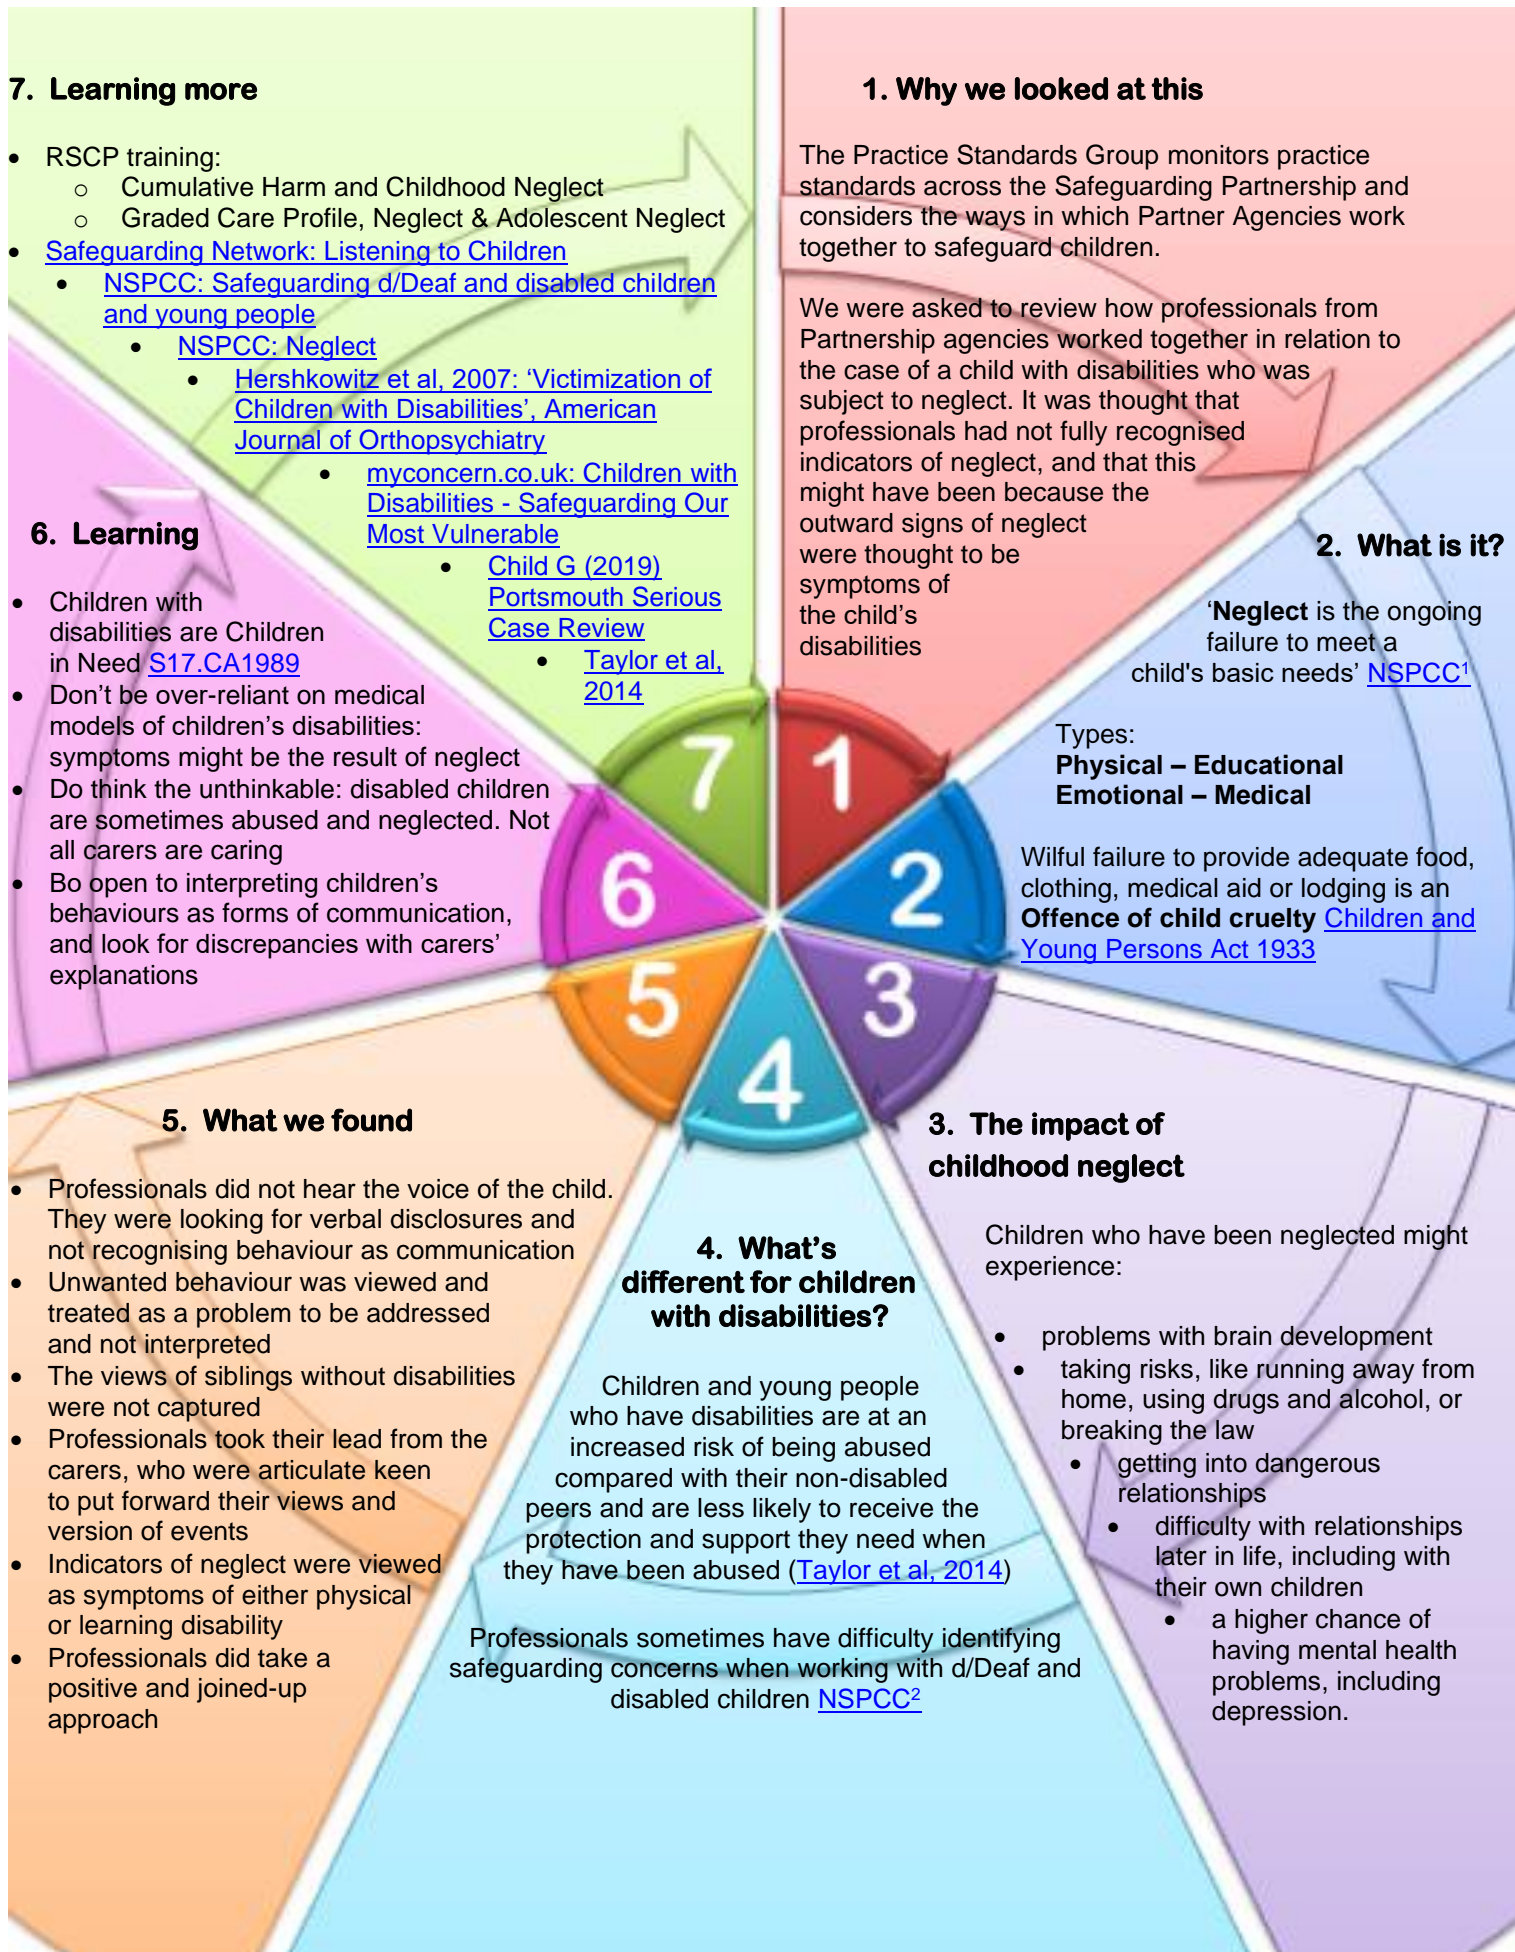 1. Why we looked at this
The Practice Standards Group monitors practice
standards across the Safeguarding Partnership and
considers the ways in which Partner Agencies work
together to safeguard children.
We were asked to review how professionals from
Partnership agencies worked together in relation to
the case of a child with disabilities who was
subject to neglect. It was thought that
professionals had not fully recognised
indicators of neglect, and that this
might have been because the
outward signs of neglect
were thought to be
symptoms of
the child's
disabilities
2. What is it?
'Neglect is the ongoing
failure to meet a
child's basic needs' NSPCC¹
Types:
Physical – Educational
Emotional – Medical
Wilful failure to provide adequate food,
clothing, medical aid or lodging is an
Offence of child cruelty Children and
Young Persons Act 1933
3. The impact of
childhood neglect
Children who have been neglected might
experience:
• problems with brain development
• taking risks, like running away from
home, using drugs and alcohol, or
breaking the law
• getting into dangerous
relationships
• difficulty with relationships
later in life, including with
their own children
• a higher chance of
having mental health
problems, including
depression.
4. What's
different for children
with disabilities?
Children and young people
who have disabilities are at an
increased risk of being abused
compared with their non-disabled
peers and are less likely to receive the
protection and support they need when
they have been abused (Taylor et al, 2014)
Professionals sometimes have difficulty identifying
safeguarding concerns when working with d/Deaf and
disabled children NSPCC²
5. What we found
• Professionals did not hear the voice of the child.
They were looking for verbal disclosures and
not recognising behaviour as communication
• Unwanted behaviour was viewed and
treated as a problem to be addressed
and not interpreted
• The views of siblings without disabilities
were not captured
• Professionals took their lead from the
carers, who were articulate keen
to put forward their views and
version of events
• Indicators of neglect were viewed
as symptoms of either physical
or learning disability
• Professionals did take a
positive and joined-up
approach
6. Learning
• Children with
disabilities are Children
in Need S17.CA1989
• Don't be over-reliant on medical
models of children's disabilities:
symptoms might be the result of neglect
• Do think the unthinkable: disabled children
are sometimes abused and neglected. Not
all carers are caring
• Bo open to interpreting children's
behaviours as forms of communication,
and look for discrepancies with carers'
explanations
7. Learning more
• RSCP training:
o Cumulative Harm and Childhood Neglect
o Graded Care Profile, Neglect & Adolescent Neglect
• Safeguarding Network: Listening to Children
• NSPCC: Safeguarding d/Deaf and disabled children
and young people
• NSPCC: Neglect
• Hershkowitz et al, 2007: 'Victimization of
Children with Disabilities', American
Journal of Orthopsychiatry
• myconcern.co.uk: Children with
Disabilities - Safeguarding Our
Most Vulnerable
• Child G (2019)
Portsmouth Serious
Case Review
• Taylor et al,
2014
1
2
3
4
5
6
7